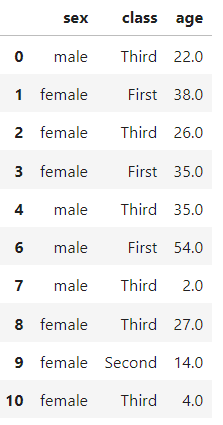 sex class age
0 male Third 22.0
1 female First 38.0
2 female Third 26.0
3 female First 35.0
4 male Third 35.0
6 male First 54.0
7 male Third 2.0
8 female Third 27.0
9 female Second 14.0
10 female Third 4.0